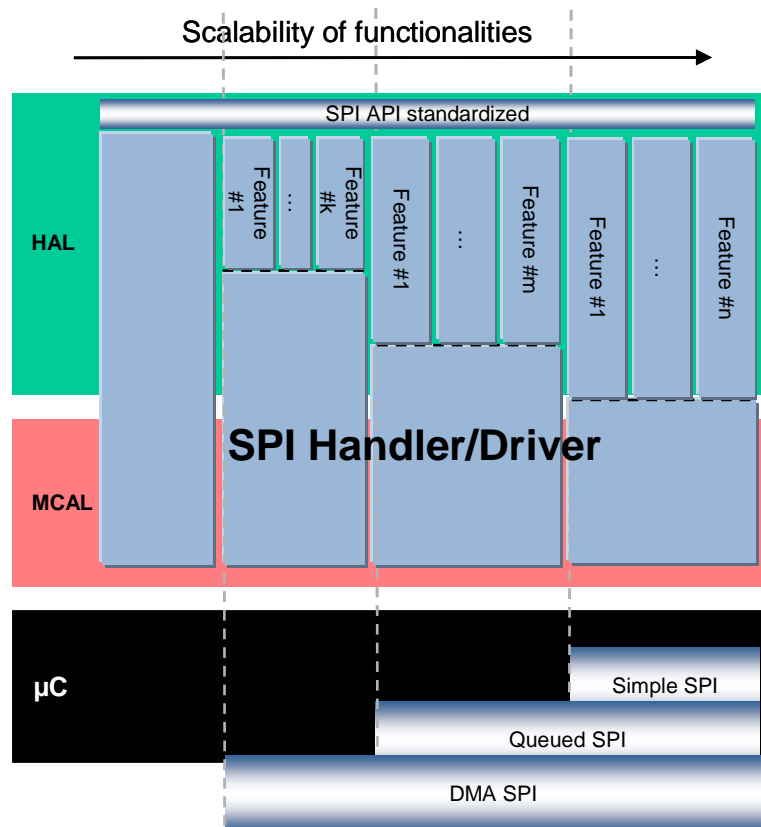 Scalability of functionalities
SPI API standardized
HAL
Feature
#1
…
Feature
#k
Feature #1
…
Feature #m
Feature #1
…
Feature #n
SPI Handler/Driver
MCAL
µC
Simple SPI
Queued SPI
DMA SPI